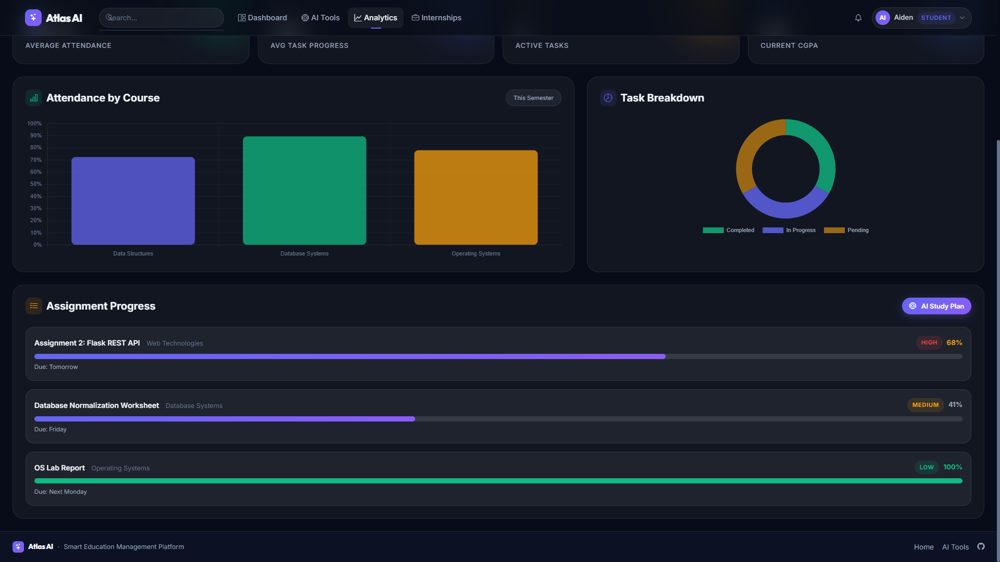 Atlas AI
Search...
Dashboard
AI Tools
Analytics
Internships
AI
Aiden
STUDENT
AVERAGE ATTENDANCE
AVG TASK PROGRESS
ACTIVE TASKS
CURRENT CGPA
Attendance by Course
This Semester
100%
90%
80%
70%
60%
50%
40%
30%
20%
10%
0%
Data Structures
Database Systems
Operating Systems
Task Breakdown
Completed
In Progress
Pending
Assignment Progress
AI Study Plan
Assignment 2: Flask REST API Web Technologies
HIGH 68%
Due: Tomorrow
Database Normalization Worksheet Database Systems
MEDIUM 41%
Due: Friday
OS Lab Report Operating Systems
LOW 100%
Due: Next Monday
Atlas AI · Smart Education Management Platform
Home
AI Tools